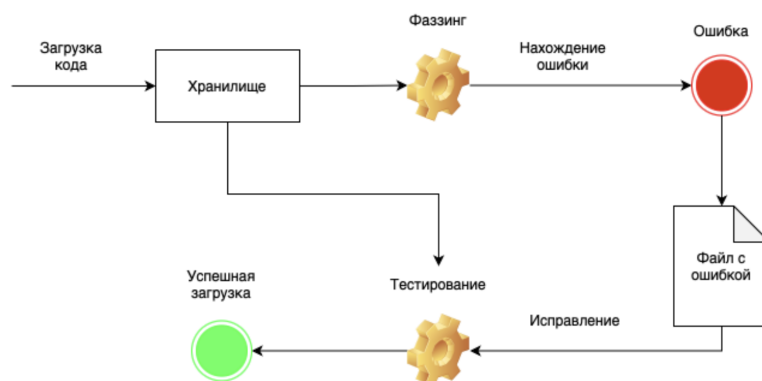 Фаззинг
Загрузка
кода
Нахождение
ошибки
Ошибка
Хранилище
Файл с
ошибкой
Успешная
загрузка
Тестирование
Исправление